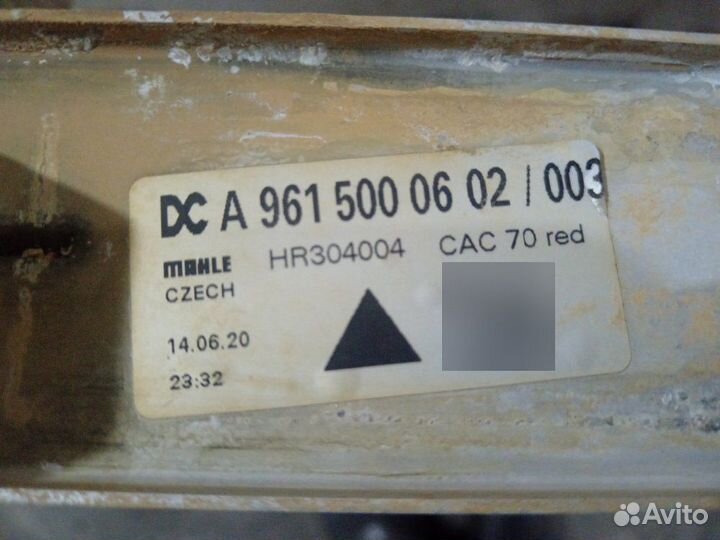 DC A 961 500 06 02 / 003
MAHLE HR304004 CAC 70 red
CZECH
14.06.20
23:32
Avito